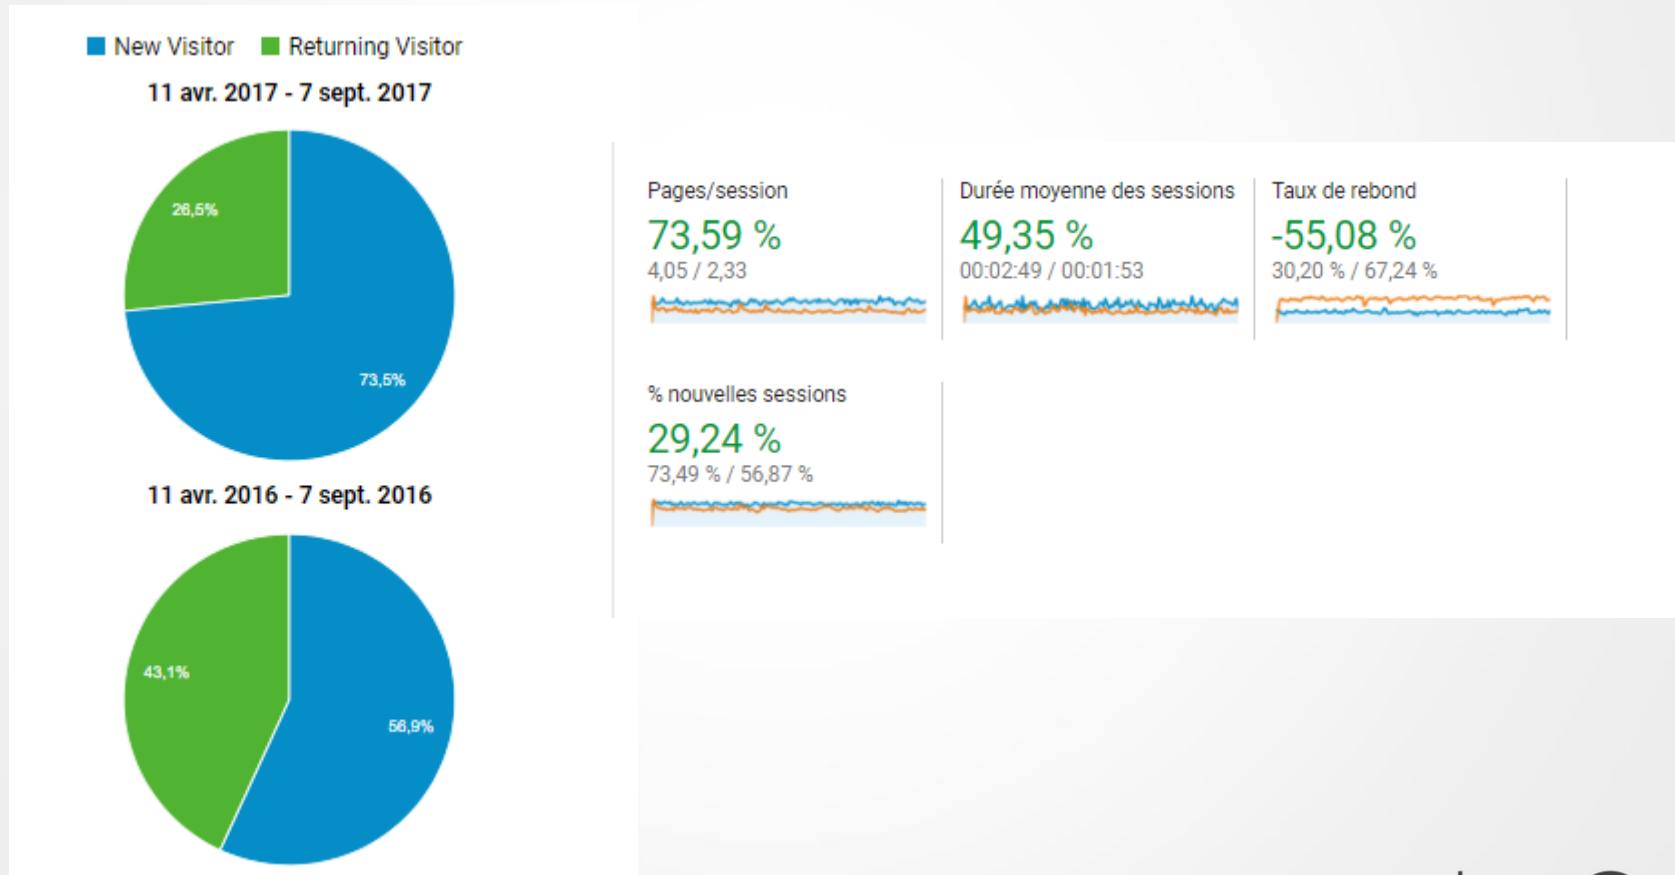 New Visitor
Returning Visitor
11 avr. 2017 - 7 sept. 2017
26,5%
73,5%
11 avr. 2016 - 7 sept. 2016
43,1%
56,9%
Pages/session
73,59 %
4,05 / 2,33
Durée moyenne des sessions
49,35 %
00:02:49 / 00:01:53
Taux de rebond
-55,08 %
30,20 % / 67,24 %
% nouvelles sessions
29,24 %
73,49 % / 56,87 %